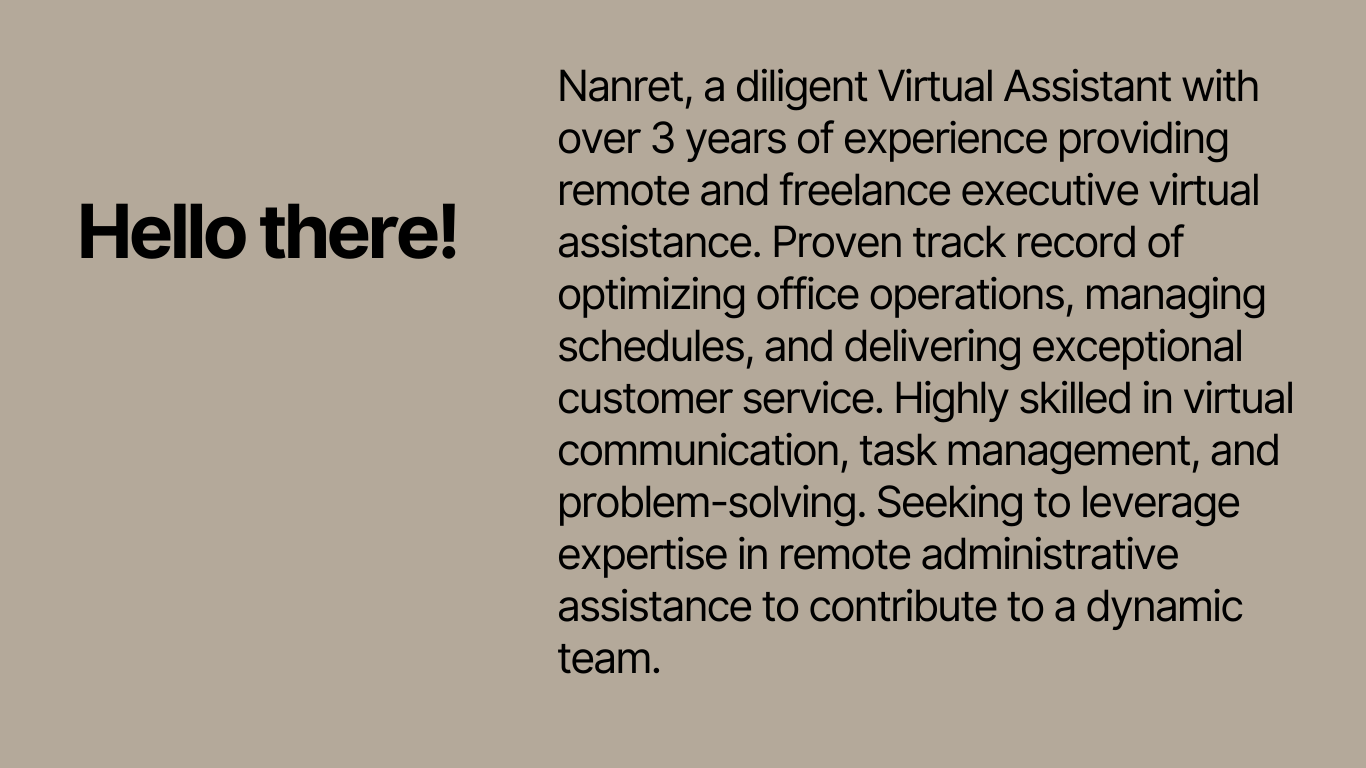 Hello there!
Nanret, a diligent Virtual Assistant with
over 3 years of experience providing
remote and freelance executive virtual
assistance. Proven track record of
optimizing office operations, managing
schedules, and delivering exceptional
customer service. Highly skilled in virtual
communication, task management, and
problem-solving. Seeking to leverage
expertise in remote administrative
assistance to contribute to a dynamic
team.